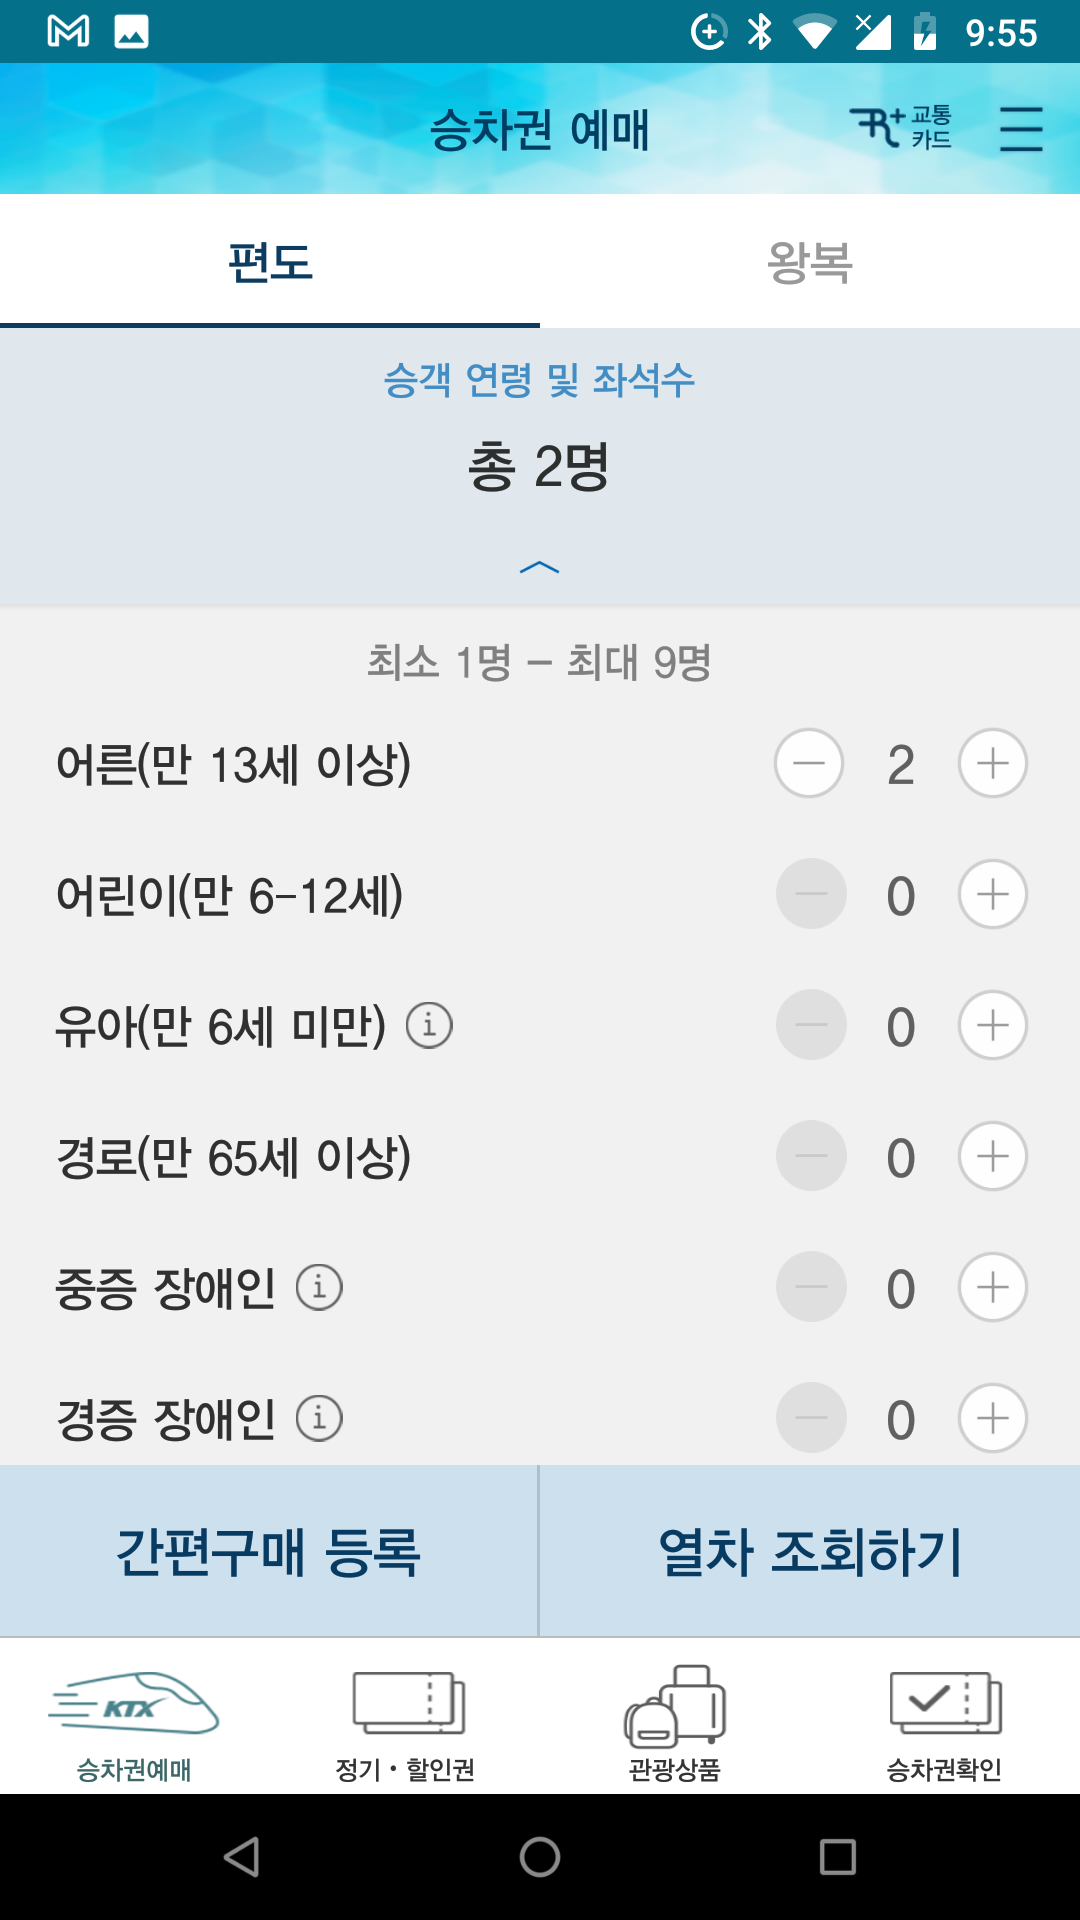 9:55
승차권 예매
R+ 교통
카드
편도
왕복
승객 연령 및 좌석수
총 2명
최소 1명 - 최대 9명
어른(만 13세 이상)
2
어린이(만 6-12세)
0
유아(만 6세 미만)
0
경로(만 65세 이상)
0
중증 장애인
0
경증 장애인
0
간편구매 등록
열차 조회하기
KTX
승차권예매
정기·할인권
관광상품
승차권확인